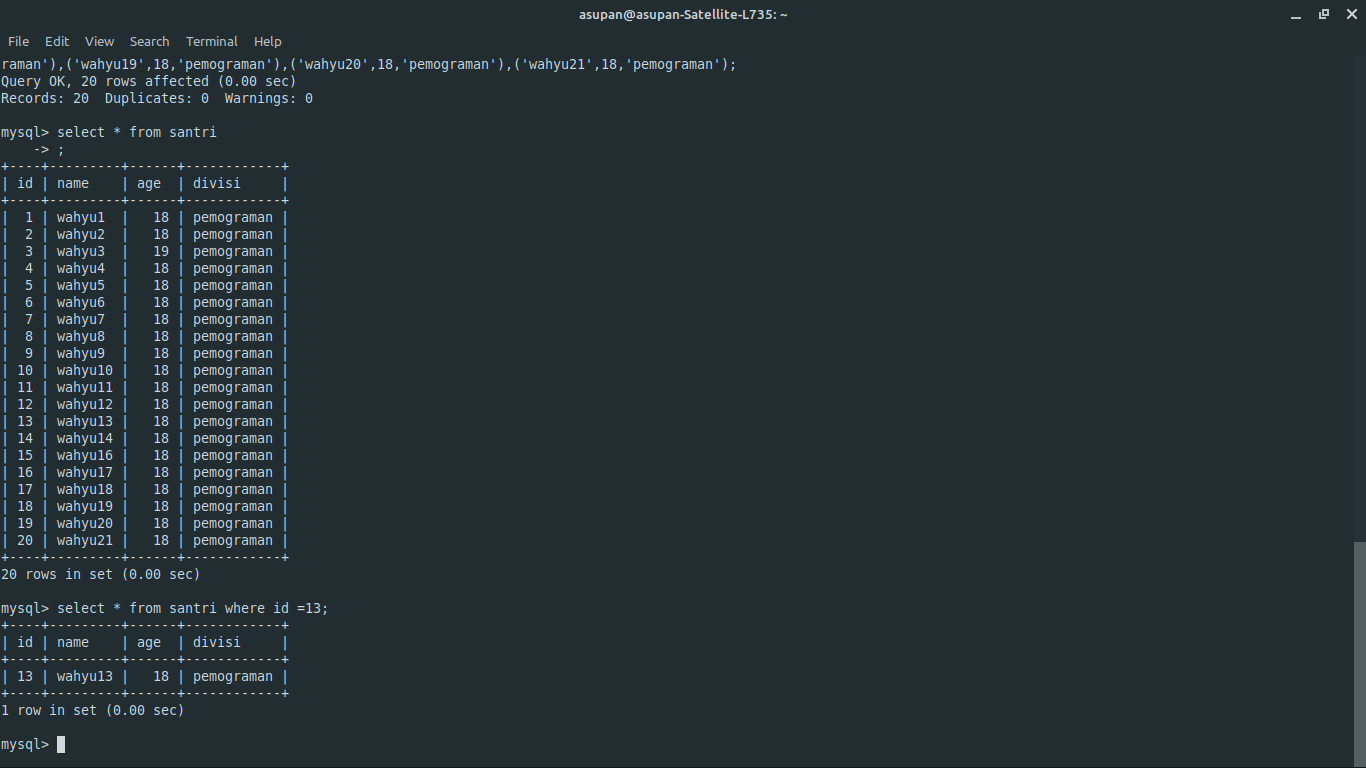 asupan@asupan-Satellite-L735: ~
File Edit View Search Terminal Help
raman'),('wahyu19',18,'pemograman'),('wahyu20',18,'pemograman'),('wahyu21',18,'pemograman');
Query OK, 20 rows affected (0.00 sec)
Records: 20  Duplicates: 0  Warnings: 0

mysql> select * from santri
    -> ;
+----+---------+------+------------+
| id | name    | age  | divisi     |
+----+---------+------+------------+
|  1 | wahyu1  |   18 | pemograman |
|  2 | wahyu2  |   18 | pemograman |
|  3 | wahyu3  |   19 | pemograman |
|  4 | wahyu4  |   18 | pemograman |
|  5 | wahyu5  |   18 | pemograman |
|  6 | wahyu6  |   18 | pemograman |
|  7 | wahyu7  |   18 | pemograman |
|  8 | wahyu8  |   18 | pemograman |
|  9 | wahyu9  |   18 | pemograman |
| 10 | wahyu10 |   18 | pemograman |
| 11 | wahyu11 |   18 | pemograman |
| 12 | wahyu12 |   18 | pemograman |
| 13 | wahyu13 |   18 | pemograman |
| 14 | wahyu14 |   18 | pemograman |
| 15 | wahyu16 |   18 | pemograman |
| 16 | wahyu17 |   18 | pemograman |
| 17 | wahyu18 |   18 | pemograman |
| 18 | wahyu19 |   18 | pemograman |
| 19 | wahyu20 |   18 | pemograman |
| 20 | wahyu21 |   18 | pemograman |
+----+---------+------+------------+
20 rows in set (0.00 sec)

mysql> select * from santri where id =13;
+----+---------+------+------------+
| id | name    | age  | divisi     |
+----+---------+------+------------+
| 13 | wahyu13 |   18 | pemograman |
+----+---------+------+------------+
1 row in set (0.00 sec)

mysql>